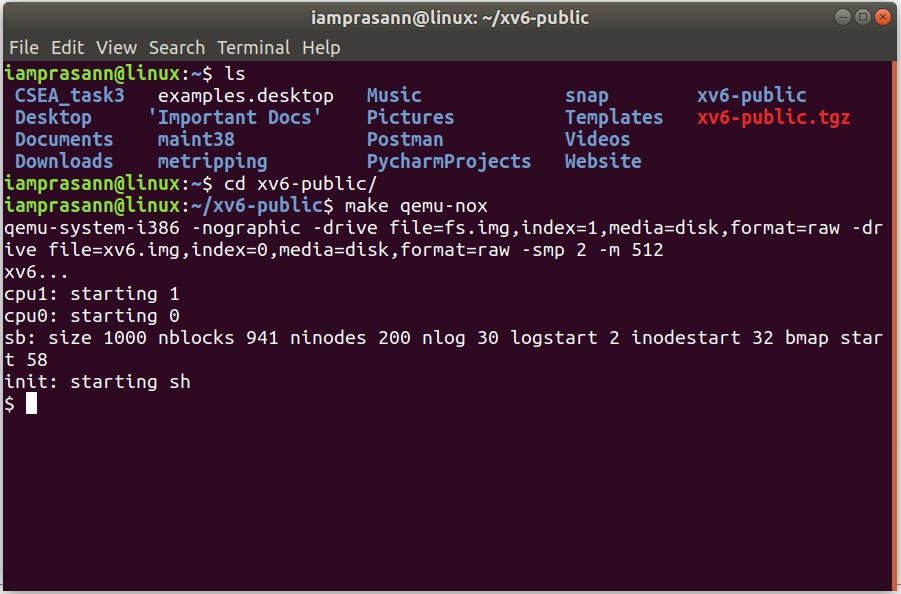 iamprasann@linux: ~/xv6-public
File Edit View Search Terminal Help
iamprasann@linux:~$ ls
CSEA_task3 examples.desktop Music snap xv6-public
Desktop 'Important Docs' Pictures Templates xv6-public.tgz
Documents maint38 Postman Videos
Downloads metripping PycharmProjects Website
iamprasann@linux:~$ cd xv6-public/
iamprasann@linux:~/xv6-public$ make qemu-nox
qemu-system-i386 -nographic -drive file=fs.img,index=1,media=disk,format=raw -dr
ive file=xv6.img,index=0,media=disk,format=raw -smp 2 -m 512
xv6...
cpu1: starting 1
cpu0: starting 0
sb: size 1000 nblocks 941 ninodes 200 nlog 30 logstart 2 inodestart 32 bmap star
t 58
init: starting sh
$